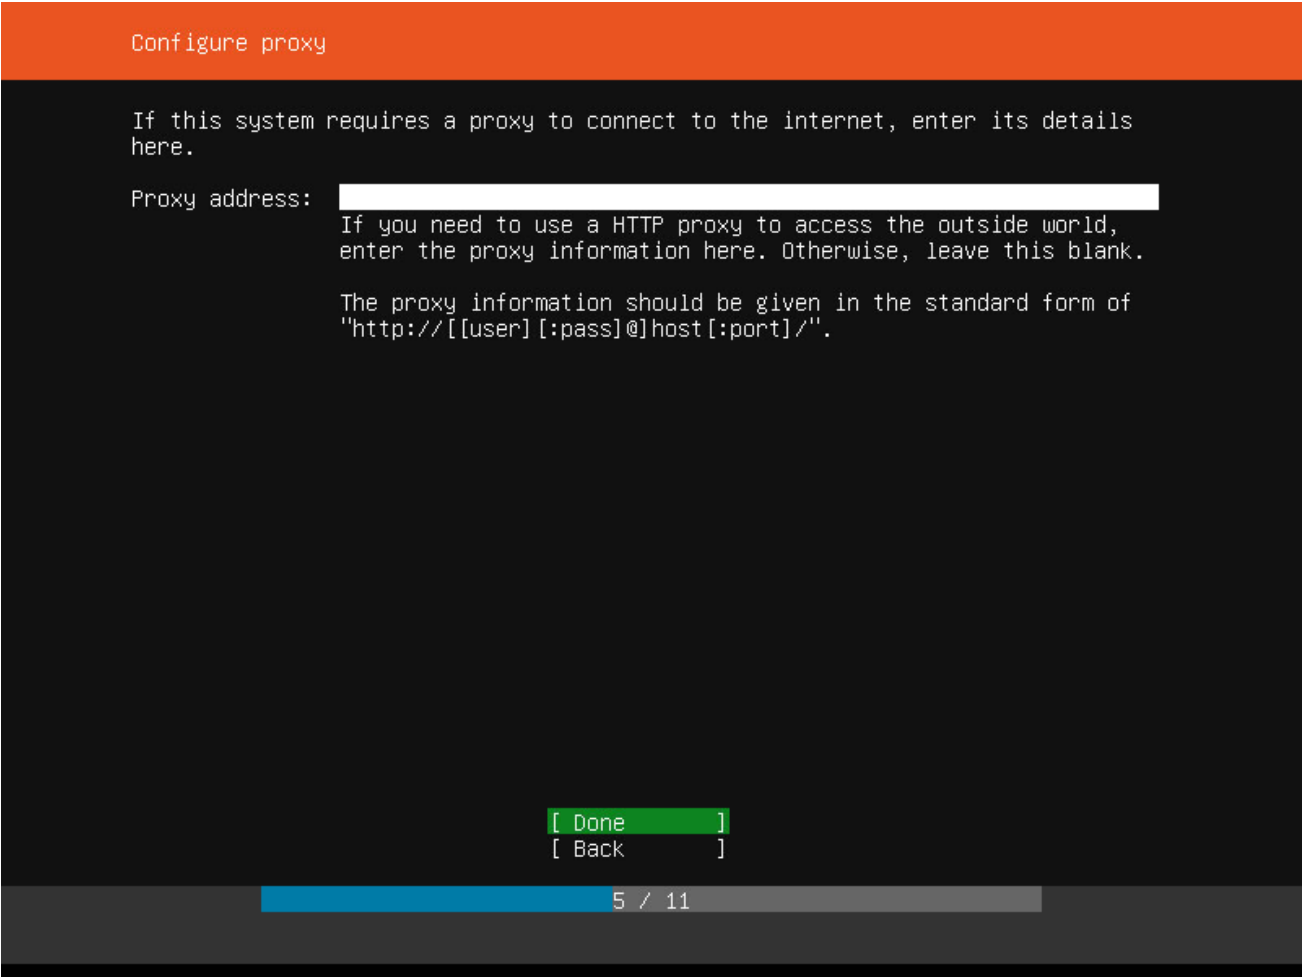 Configure proxy
If this system requires a proxy to connect to the internet, enter its details
here.
Proxy address:
If you need to use a HTTP proxy to access the outside world,
enter the proxy information here. Otherwise, leave this blank.
The proxy information should be given in the standard form of
"http://[[user][:pass]@]host[:port]/".
[ Done ]
[ Back ]
5 / 11